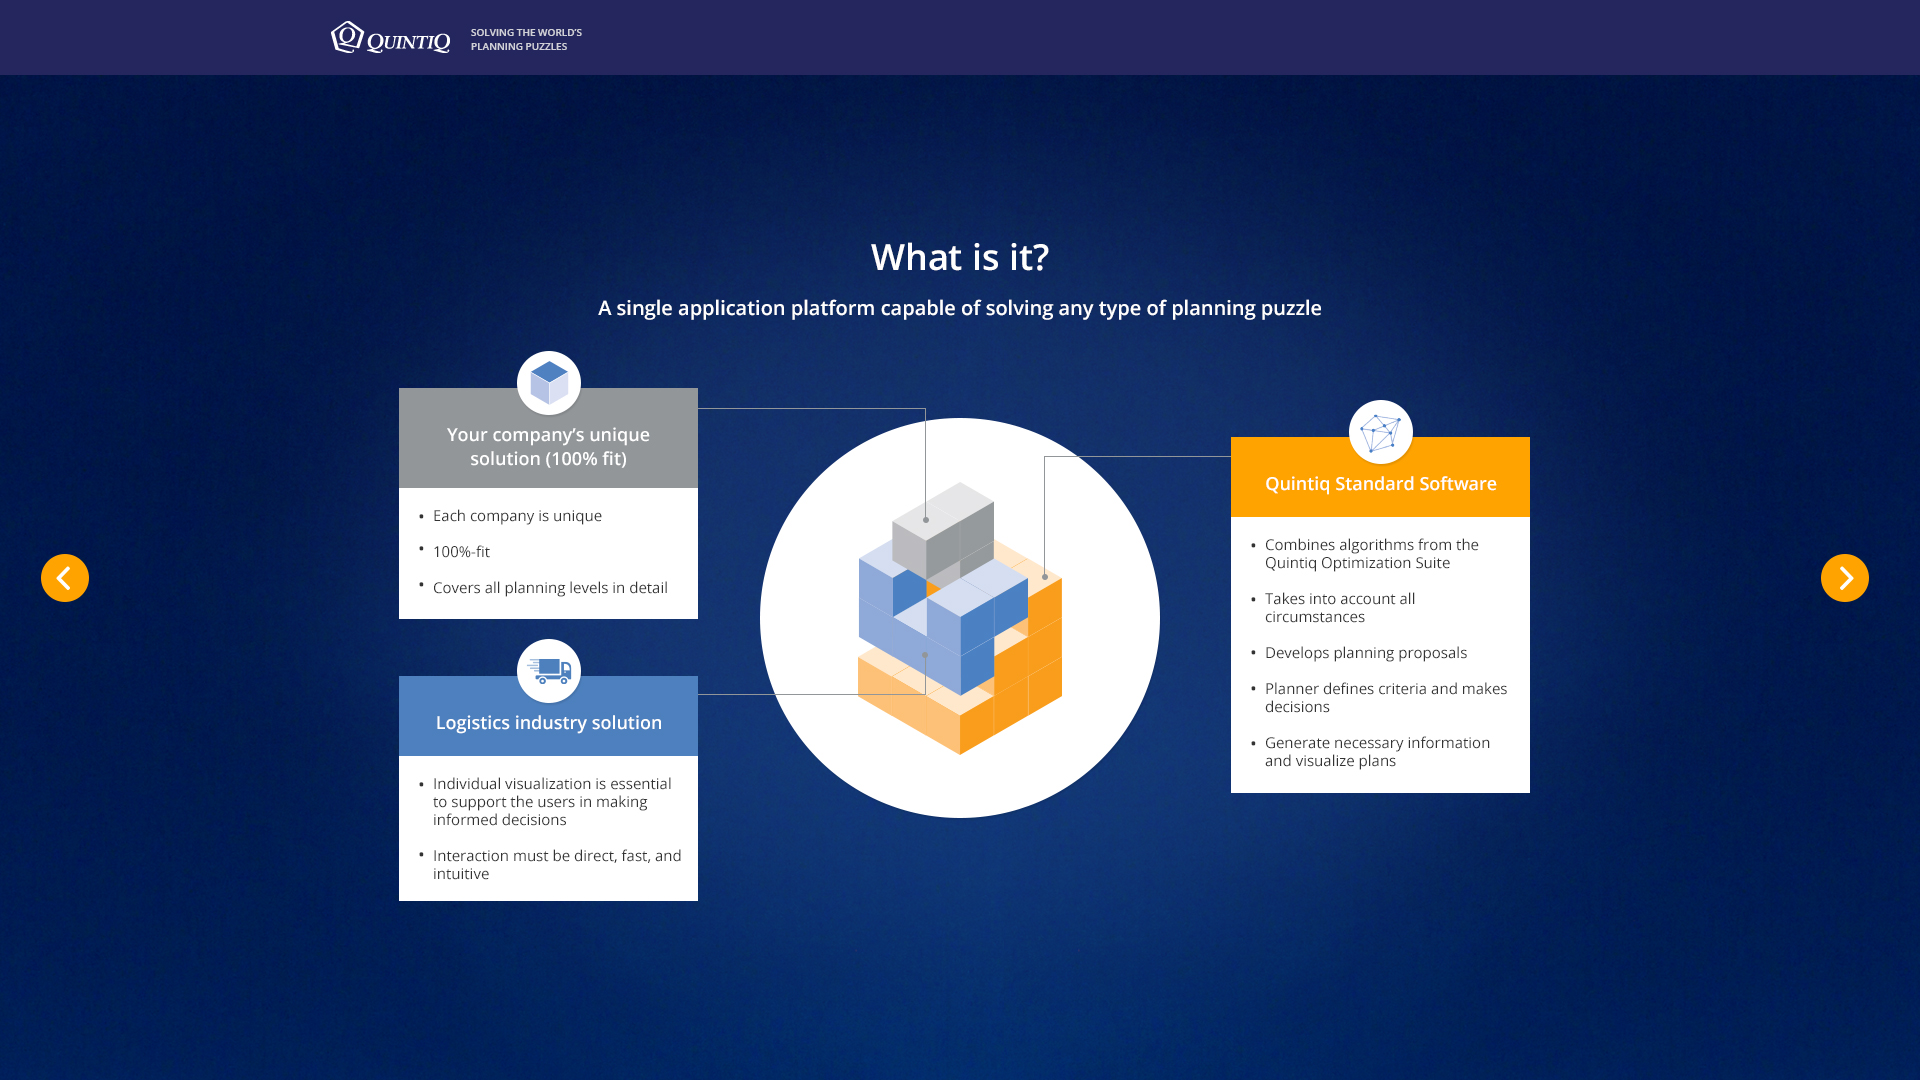 QUINTIQ
SOLVING THE WORLD'S
PLANNING PUZZLES
What is it?
A single application platform capable of solving any type of planning puzzle
Your company's unique
solution (100% fit)
• Each company is unique
• 100%-fit
• Covers all planning levels in detail
Logistics industry solution
• Individual visualization is essential
to support the users in making
informed decisions
• Interaction must be direct, fast, and
intuitive
Quintiq Standard Software
• Combines algorithms from the
Quintiq Optimization Suite
• Takes into account all
circumstances
• Develops planning proposals
• Planner defines criteria and makes
decisions
• Generate necessary information
and visualize plans